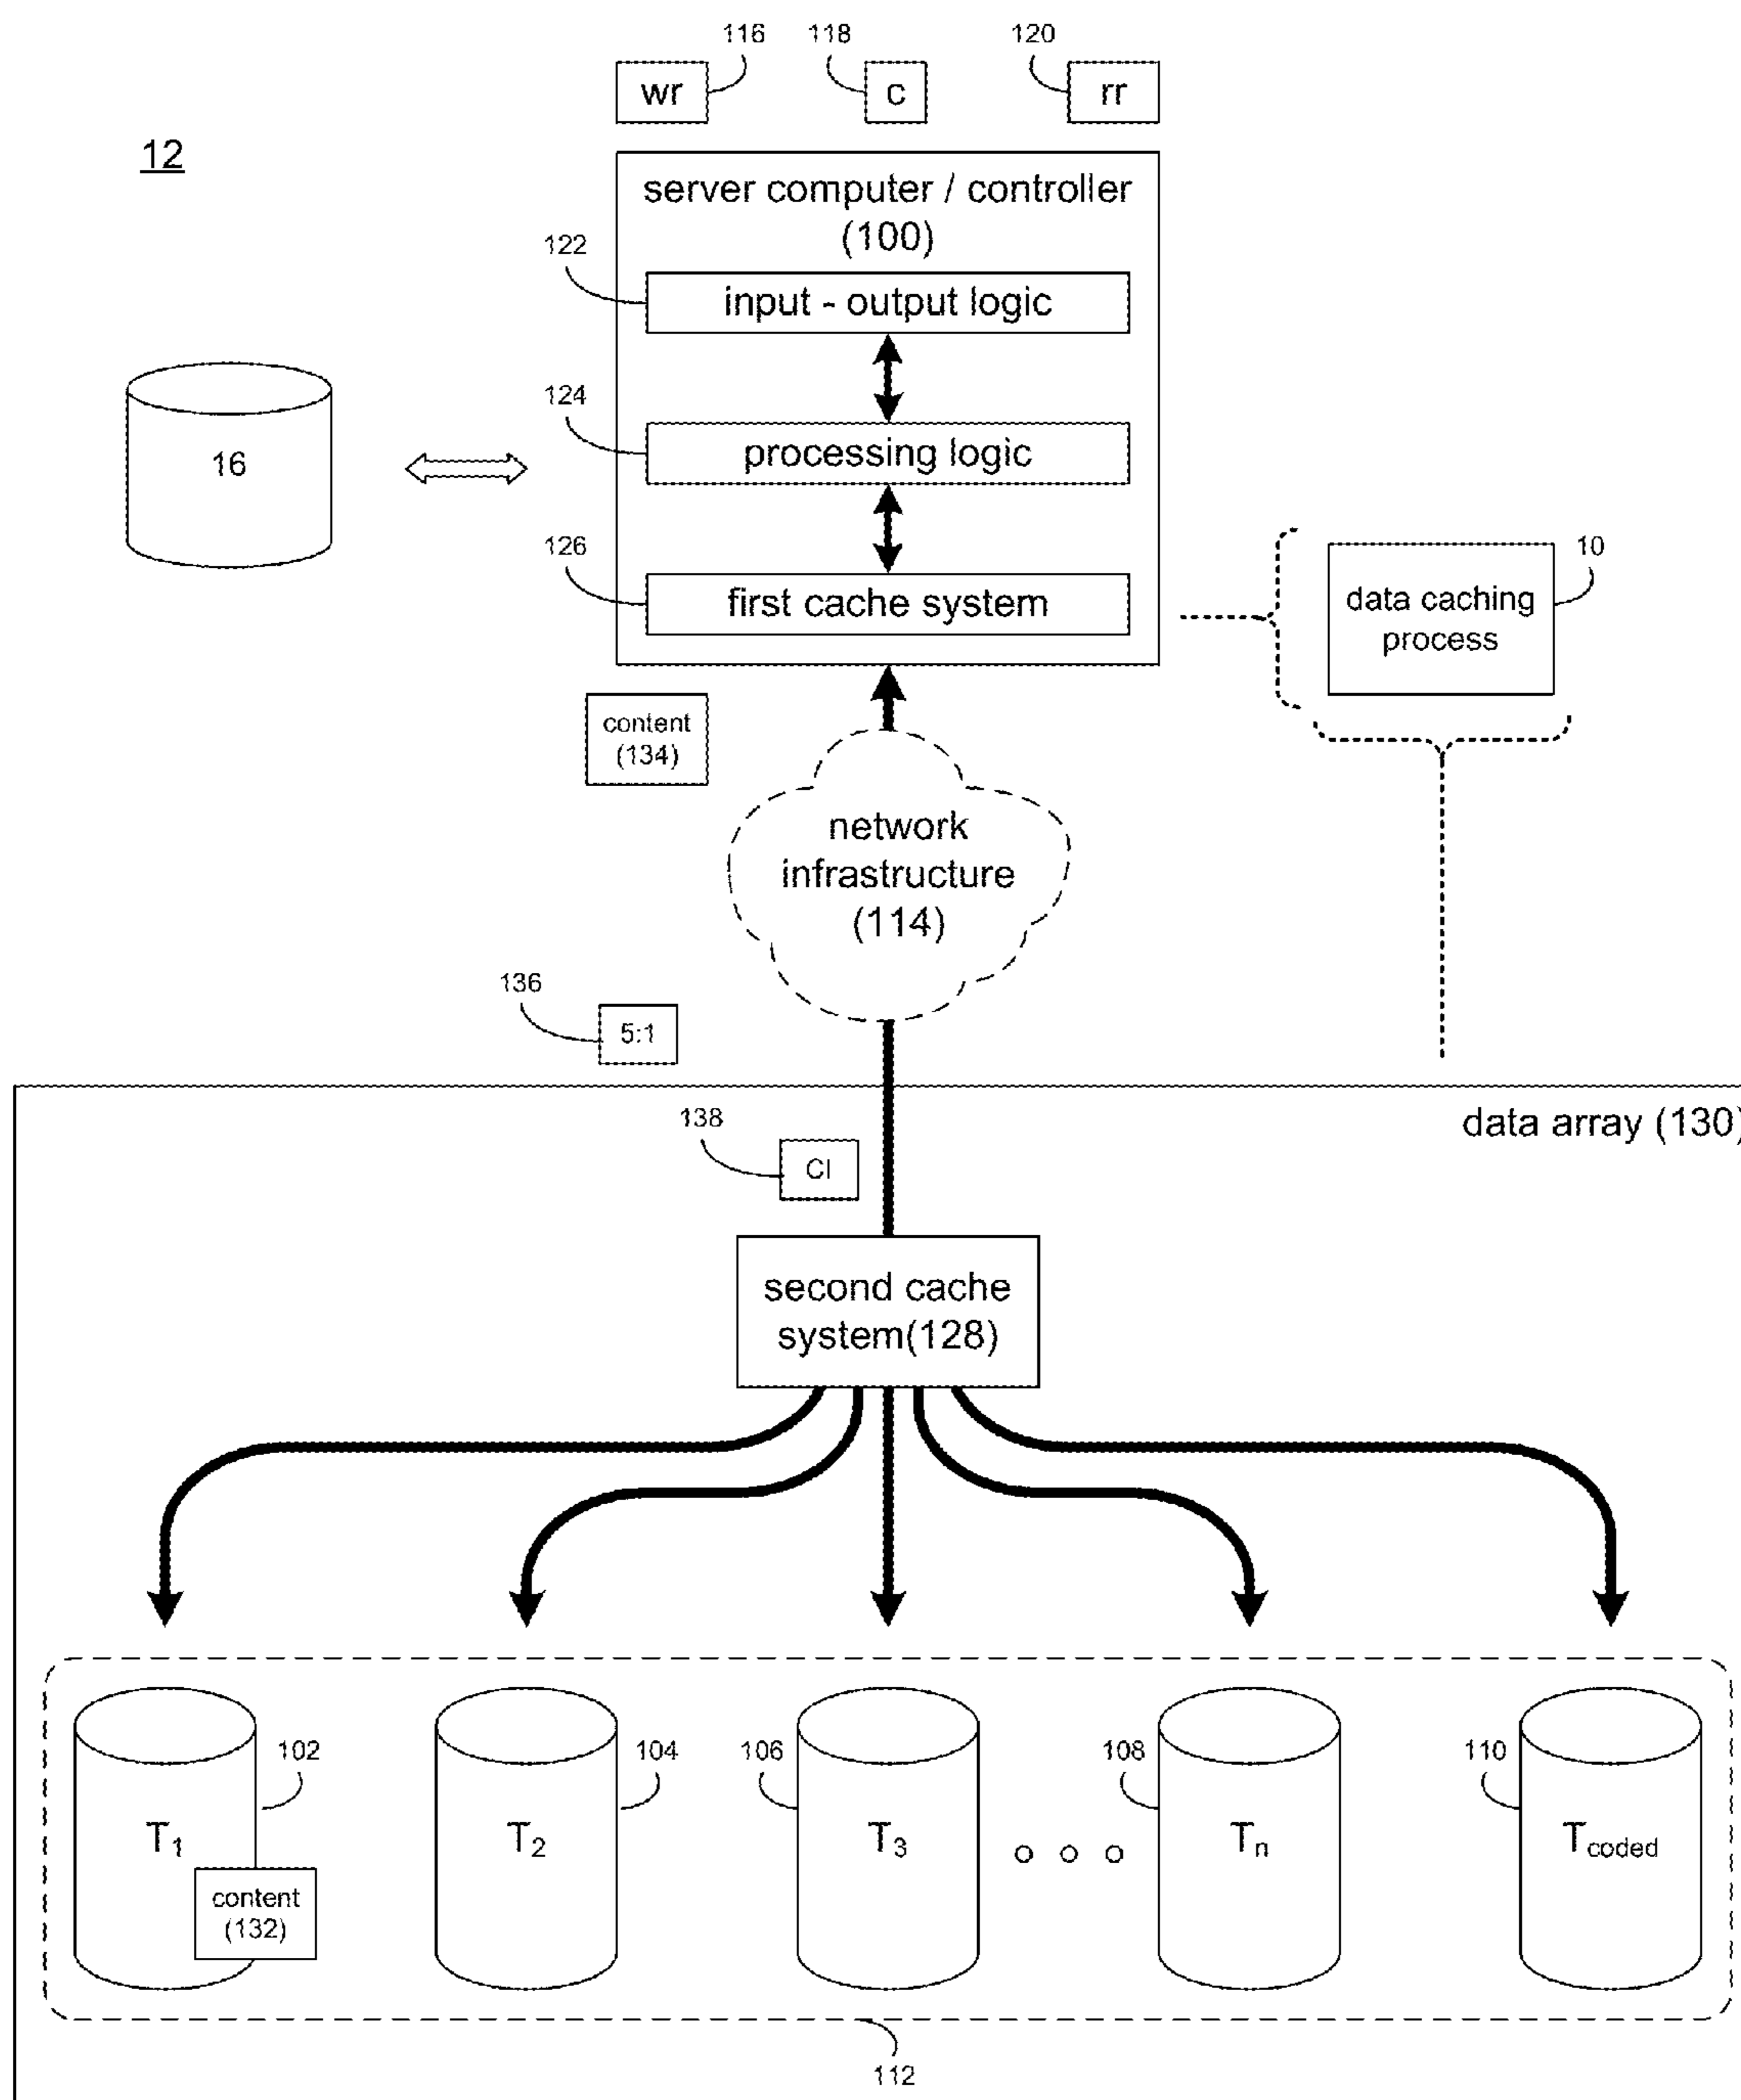 116
118
120
wr
c
rr
12
server computer / controller
(100)
122
input - output logic
124
processing logic
16
126
first cache system
10
data caching
process
content
(134)
network
infrastructure
(114)
136
5:1
data array (130)
138
CI
second cache
system(128)
102
104
106
108
110
T1
T2
T3
Tn
Tcoded
content
(132)
112